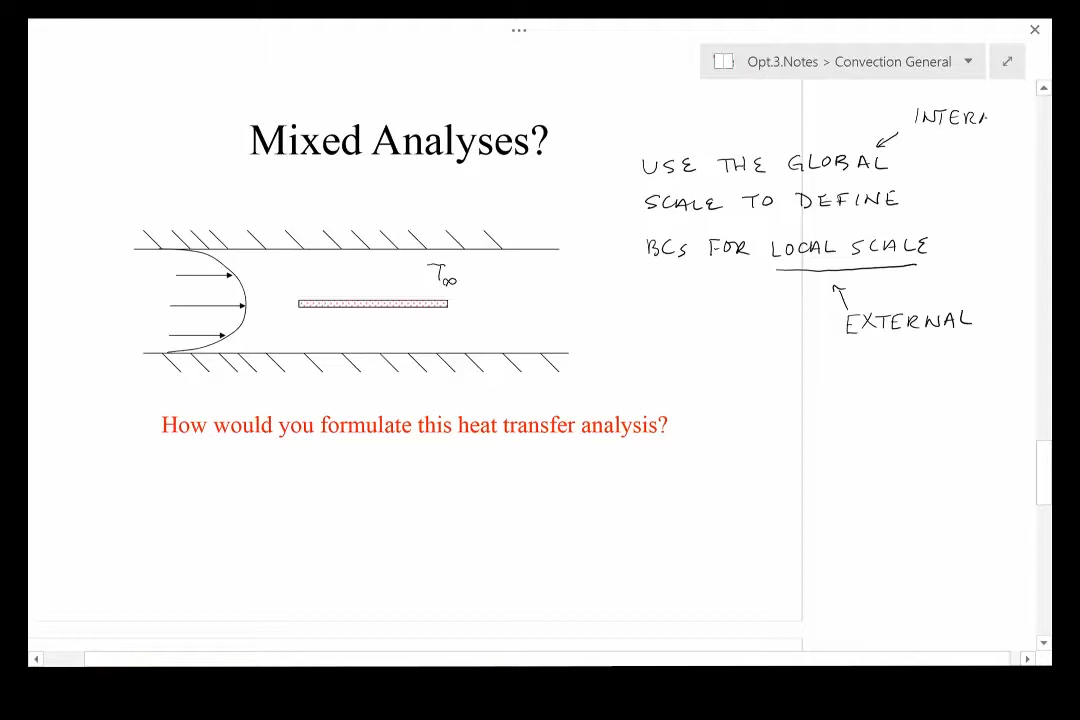 Opt.3.Notes > Convection General
Mixed Analyses?
INTERA
USE THE GLOBAL
SCALE TO DEFINE
BCs FOR LOCAL SCALE
T∞
EXTERNAL
How would you formulate this heat transfer analysis?